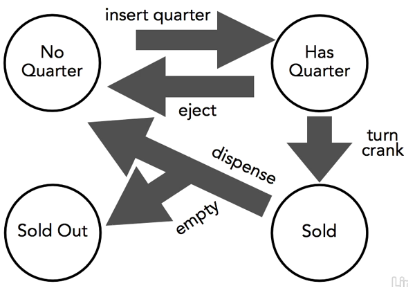 insert quarter
No
Quarter
Has
Quarter
eject
turn
crank
dispense
empty
Sold Out
Sold